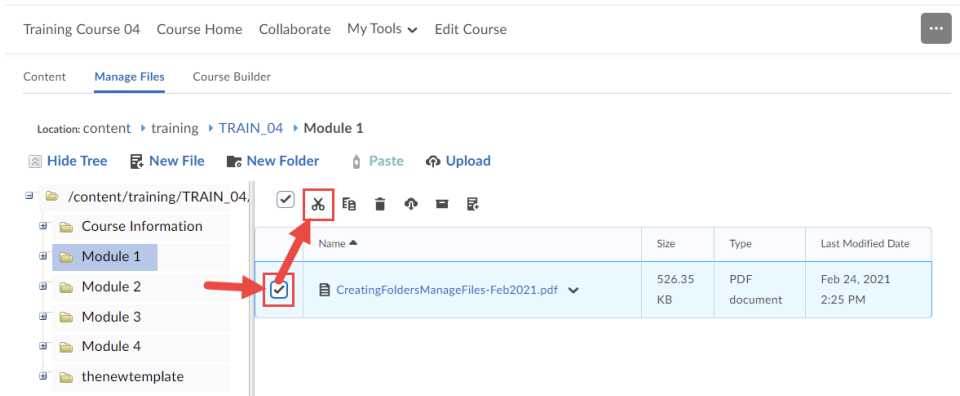 Training Course 04 Course Home Collaborate My Tools Edit Course
Content Manage Files Course Builder
Location: content training TRAIN_04 Module 1
Hide Tree New File New Folder Paste Upload
/content/training/TRAIN_04/
Course Information
Module 1
Module 2
Module 3
Module 4
thenewtemplate
Name Size Type Last Modified Date
CreatingFoldersManageFiles-Feb2021.pdf 526.35 PDF Feb 24, 2021
KB document 2:25 PM